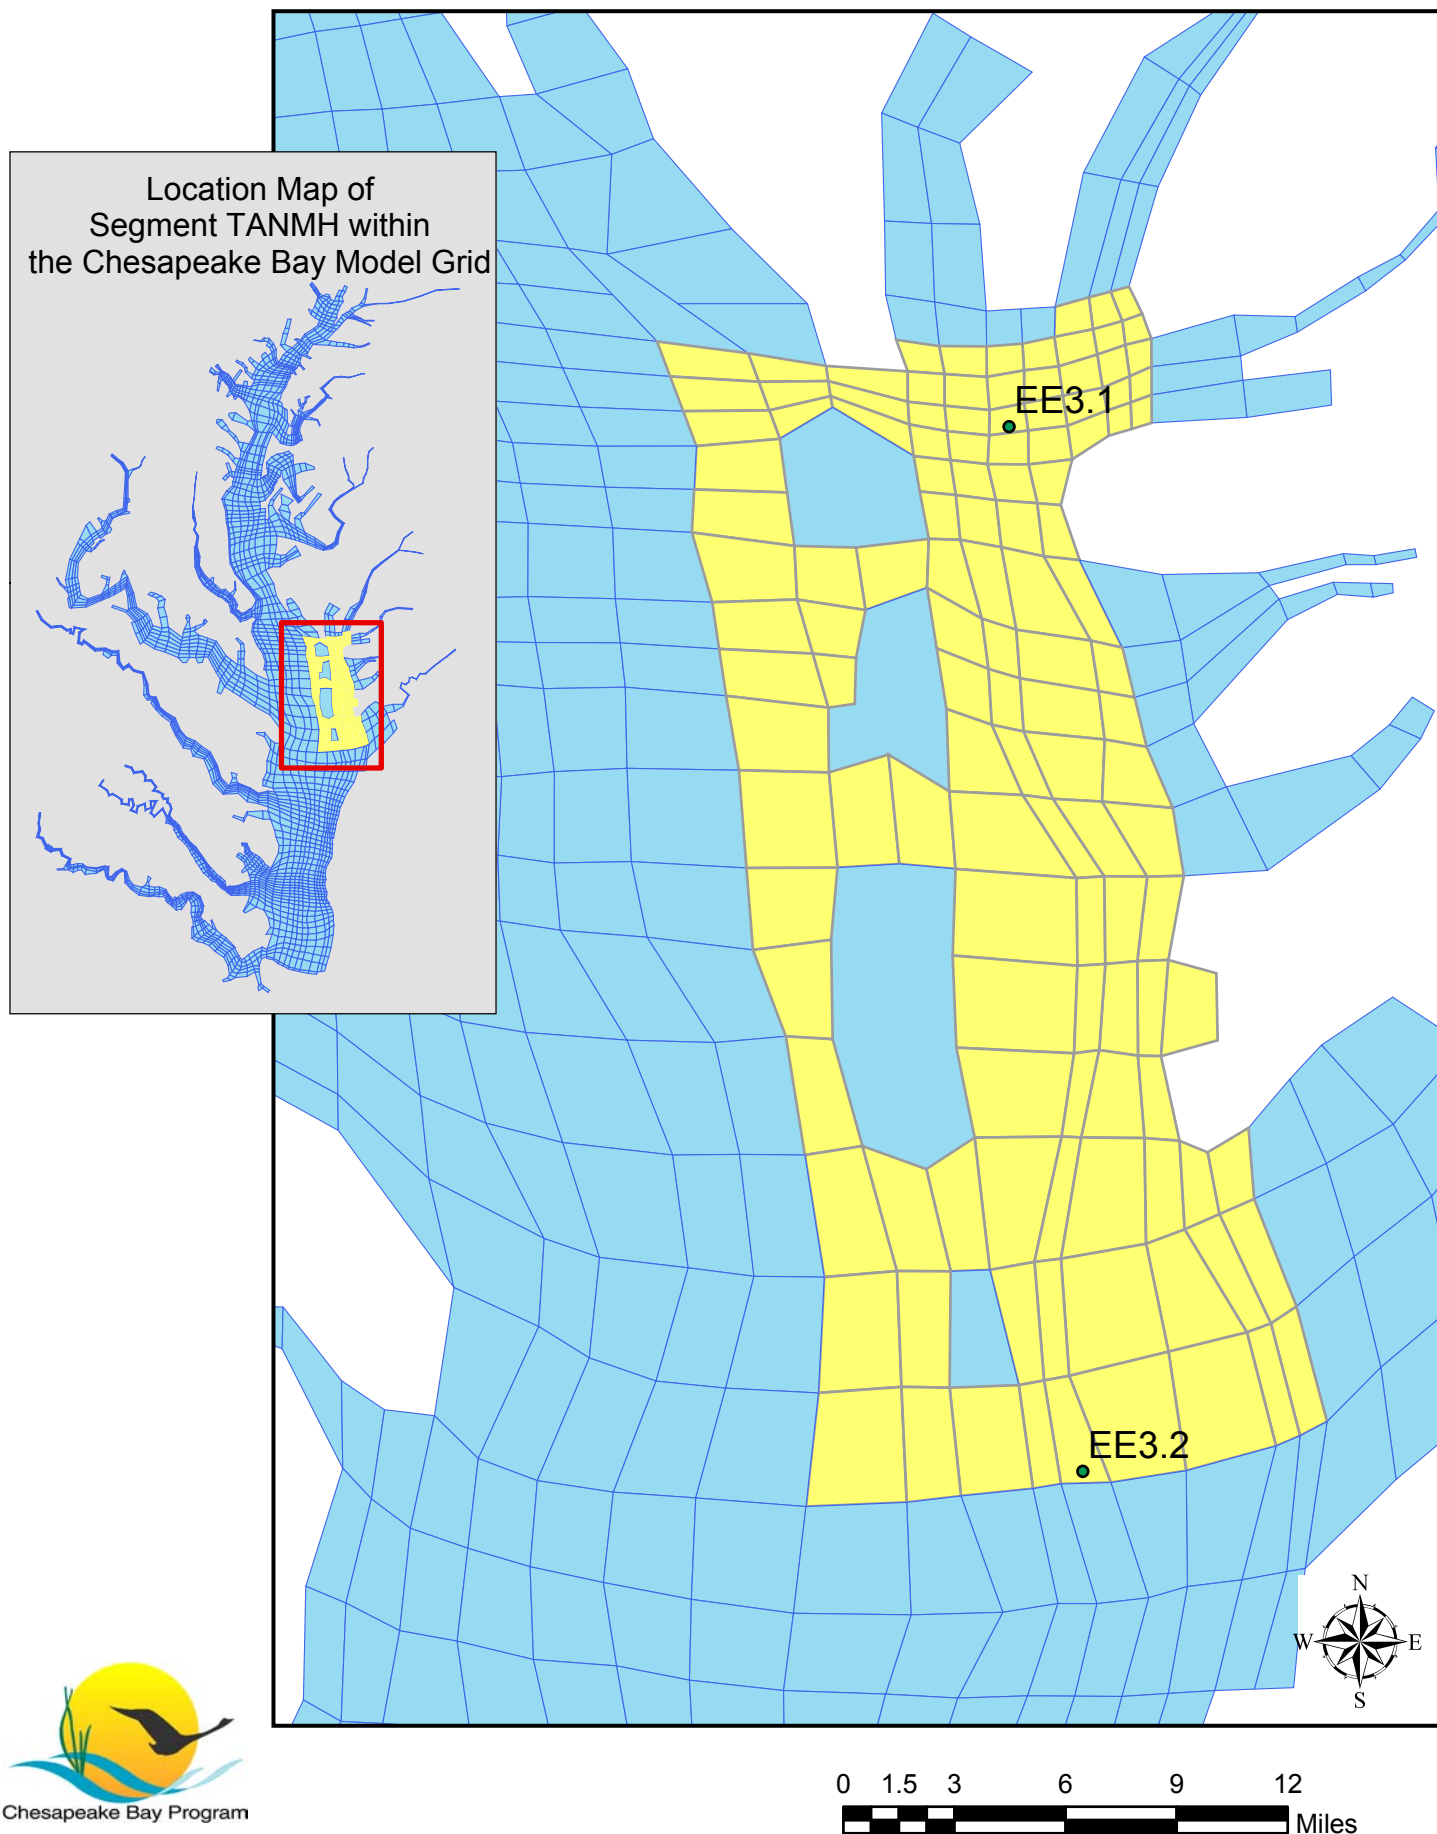 Location Map of
Segment TANMH within
the Chesapeake Bay Model Grid
EE3.1
EE3.2
N
W E
S
Chesapeake Bay Program
0 1.5 3 6 9 12
Miles